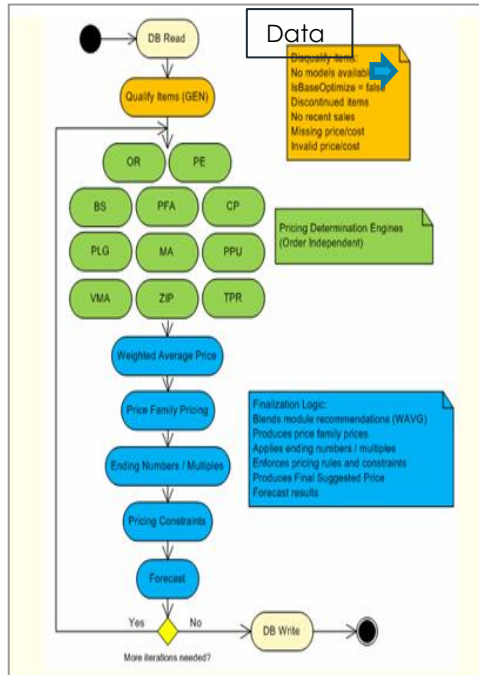 Data
DB Read
Disqualify items:
No models available
IsBaseOptimize = false
Discontinued items
No recent sales
Missing price/cost
Invalid price/cost
Qualify Items (GEN)
OR PE
BS PFA CP
PLG MA PPU
VMA ZIP TPR
Pricing Determination Engines
(Order Independent)
Weighted Average Price
Price Family Pricing
Ending Numbers / Multiples
Pricing Constraints
Forecast
Finalization Logic:
Blends module recommendations (WAVG)
Produces price family prices
Applies ending numbers / multiples
Enforces pricing rules and constraints
Produces Final Suggested Price
Forecast results
Yes No
DB Write
More iterations needed?